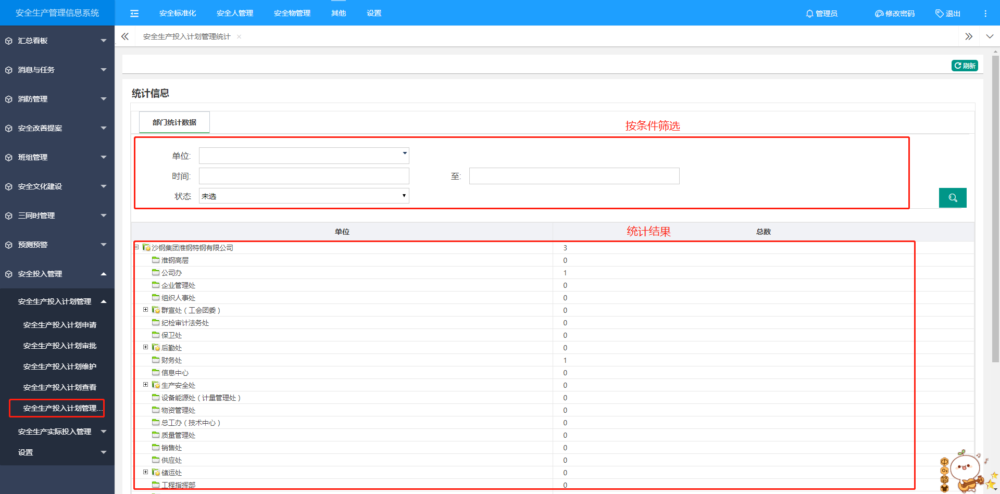 安全生产管理信息系统
安全标准化 安全人管理 安全物管理 其他 设置
管理员 修改密码 退出
安全生产投入计划管理统计 ×
汇总看板
消息与任务
消防管理
安全改善提案
班组管理
安全文化建设
三同时管理
预测预警
安全投入管理
安全生产投入计划管理
安全生产投入计划申请
安全生产投入计划审批
安全生产投入计划维护
安全生产投入计划查看
安全生产投入计划管理...
安全生产实际投入管理
设置
刷新
统计信息
部门统计数据
按条件筛选
单位:
时间: 至:
状态 未选
单位 统计结果 总数
沙钢集团淮钢特钢有限公司 3
淮钢高层 0
公司办 1
企业管理处 0
组织人事处 0
群宣处（工会团委） 0
纪检审计法务处 0
保卫处 0
后勤处 0
财务处 1
信息中心 0
生产安全处 0
设备能源处（计量管理处） 0
物资管理处 0
总工办（技术中心） 0
质量管理处 0
销售处 0
供应处 0
储运处 0
工程指挥部 0
中
简